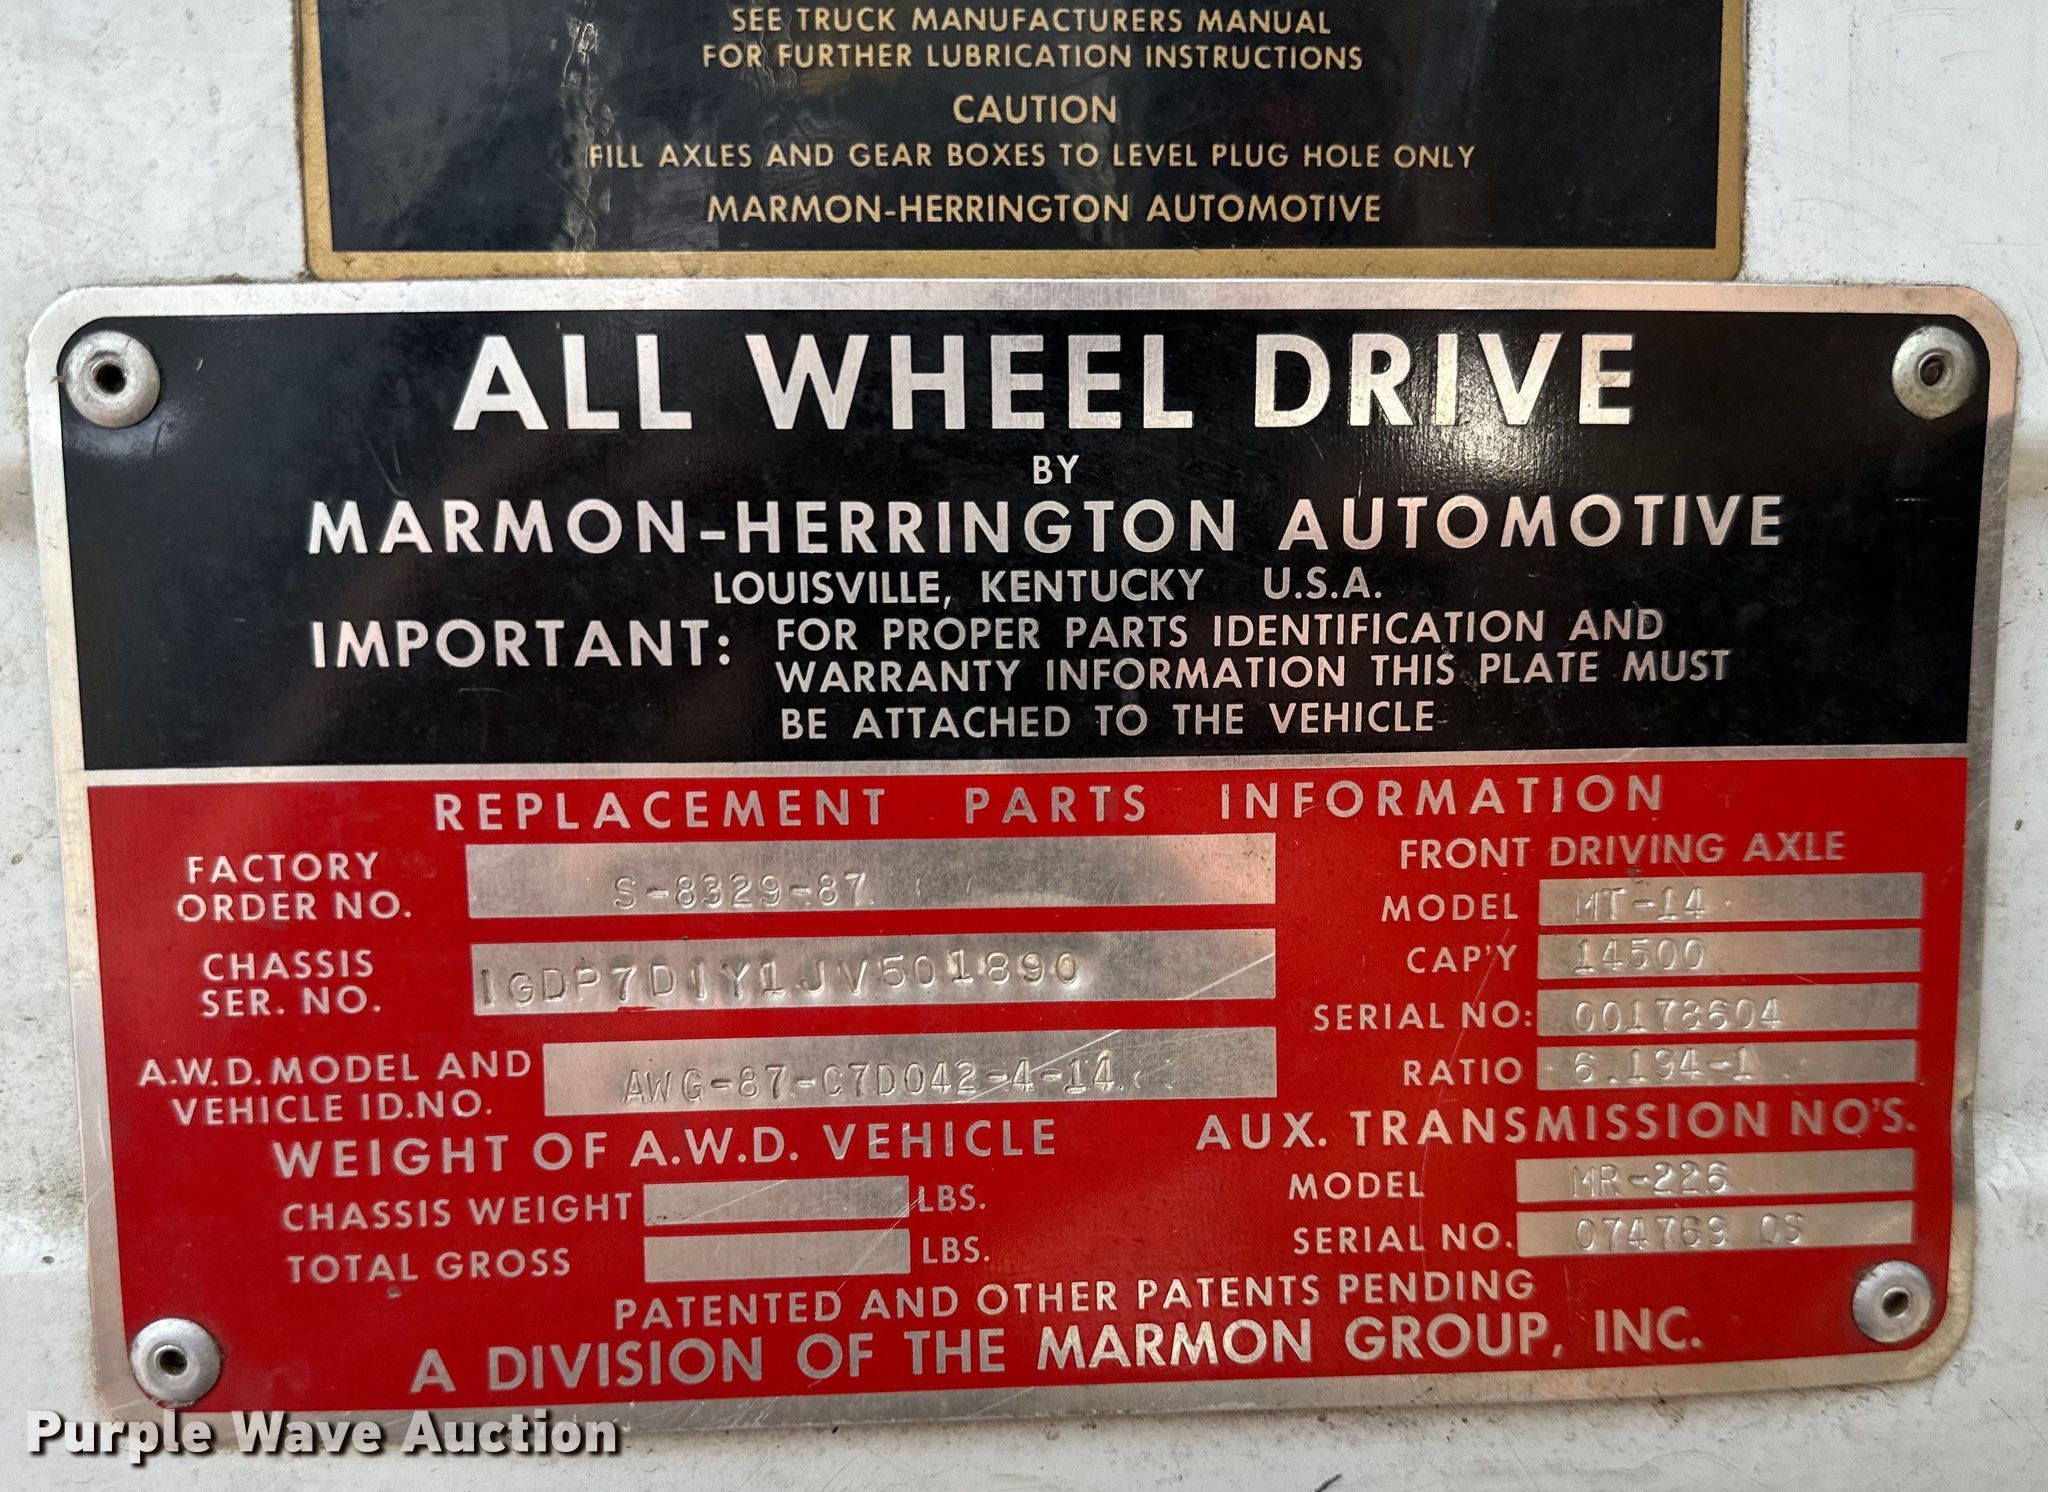 SEE TRUCK MANUFACTURERS MANUAL
FOR FURTHER LUBRICATION INSTRUCTIONS
CAUTION
FILL AXLES AND GEAR BOXES TO LEVEL PLUG HOLE ONLY
MARMON-HERRINGTON AUTOMOTIVE
ALL WHEEL DRIVE
BY
MARMON-HERRINGTON AUTOMOTIVE
LOUISVILLE, KENTUCKY U.S.A.
IMPORTANT: FOR PROPER PARTS IDENTIFICATION AND
WARRANTY INFORMATION THIS PLATE MUST
BE ATTACHED TO THE VEHICLE
REPLACEMENT PARTS INFORMATION
FACTORY
ORDER NO. S-8329-87
CHASSIS
SER. NO. 1GDP7D1Y1JV501890
A.W.D. MODEL AND
VEHICLE ID.NO. AWG-87-C7D042-4-14
WEIGHT OF A.W.D. VEHICLE
CHASSIS WEIGHT LBS.
TOTAL GROSS LBS.
FRONT DRIVING AXLE
MODEL MT-14
CAP'Y 14500
SERIAL NO: 00178604
RATIO 6.194-1
AUX. TRANSMISSION NO'S.
MODEL MR-226
SERIAL NO. 074769 CS
PATENTED AND OTHER PATENTS PENDING
A DIVISION OF THE MARMON GROUP, INC.
Purple Wave Auction